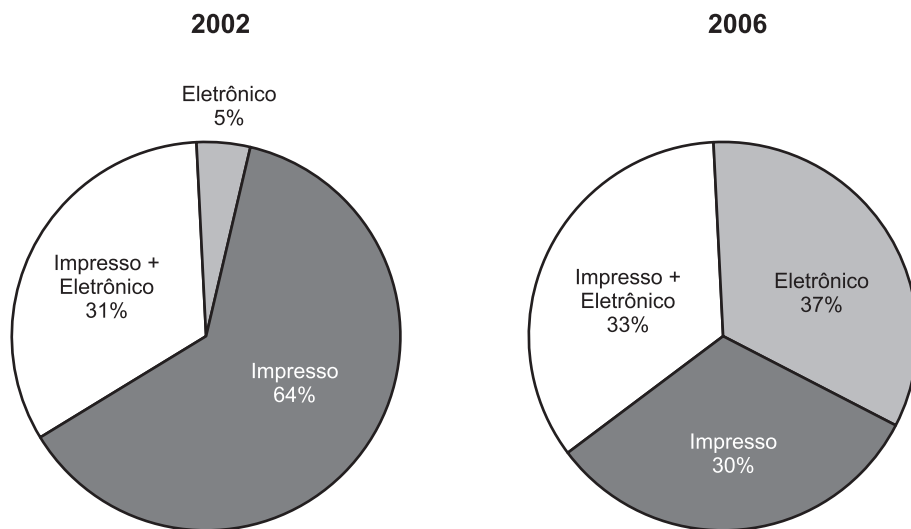 2002
Eletrônico
5%
Impresso +
Eletrônico
31%
Impresso
64%
2006
Impresso +
Eletrônico
33%
Eletrônico
37%
Impresso
30%